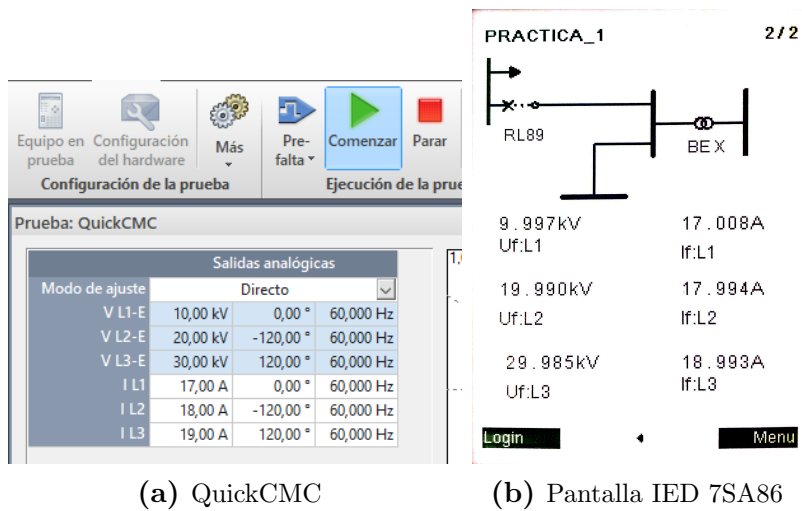 Equipo en prueba
Configuración del hardware
Más
Pre-falta
Comenzar
Parar
Configuración de la prueba
Ejecución de la prue
Prueba: QuickCMC
Salidas analógicas
1,
Modo de ajuste Directo
V L1-E 10,00 kV 0,00 ° 60,000 Hz
V L2-E 20,00 kV -120,00 ° 60,000 Hz
V L3-E 30,00 kV 120,00 ° 60,000 Hz
I L1 17,00 A 0,00 ° 60,000 Hz
I L2 18,00 A -120,00 ° 60,000 Hz
I L3 19,00 A 120,00 ° 60,000 Hz
(a) QuickCMC
PRACTICA_1 2/2
RL89
BE X
9.997kV 17.008A
Uf:L1 If:L1
19.990kV 17.994A
Uf:L2 If:L2
29.985kV 18.993A
Uf:L3 If:L3
Login Menu
(b) Pantalla IED 7SA86